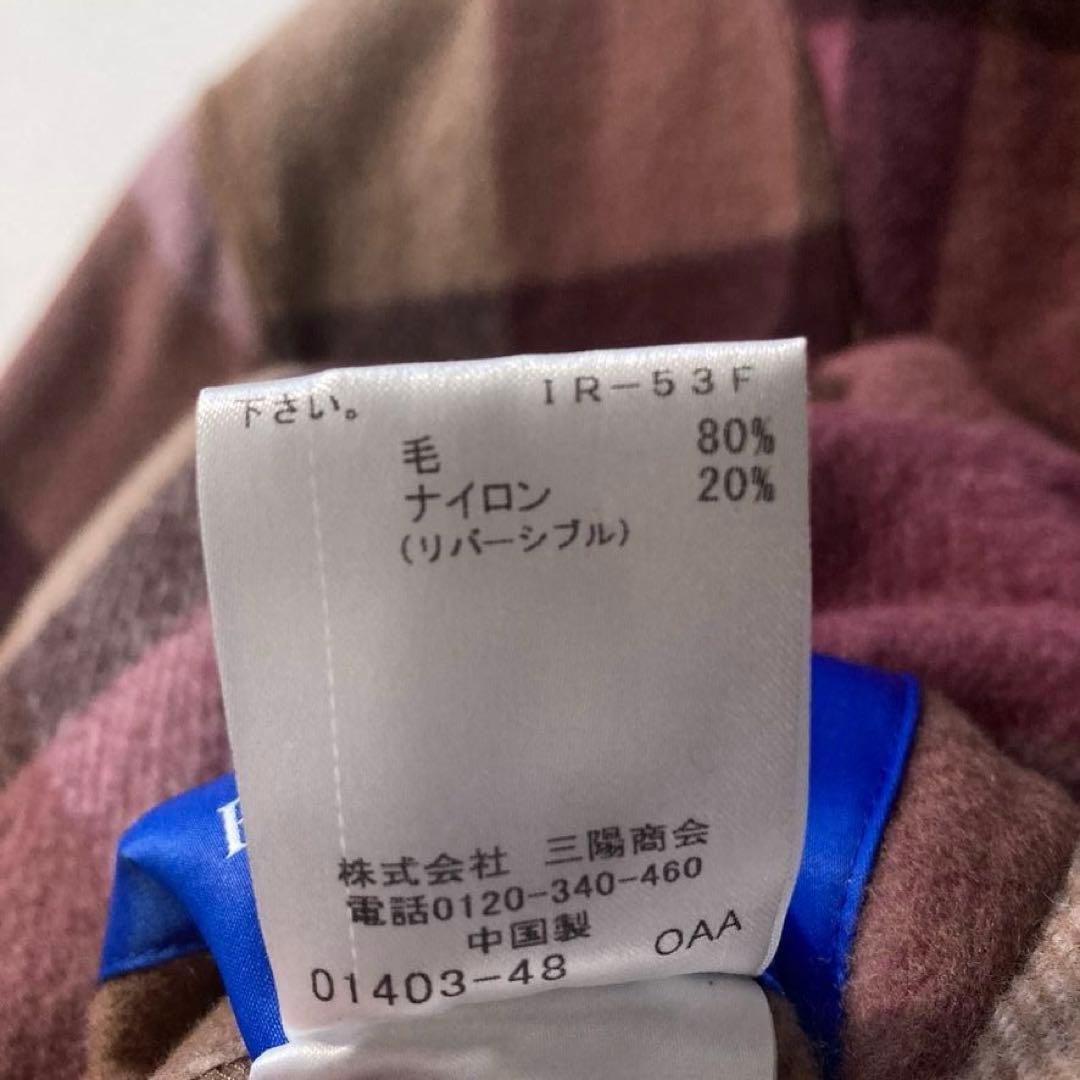 下さい。 IR-53F
毛 80%
ナイロン 20%
(リバーシブル)
株式会社 三陽商会
電話0120-340-460
中国製 OAA
01403-48